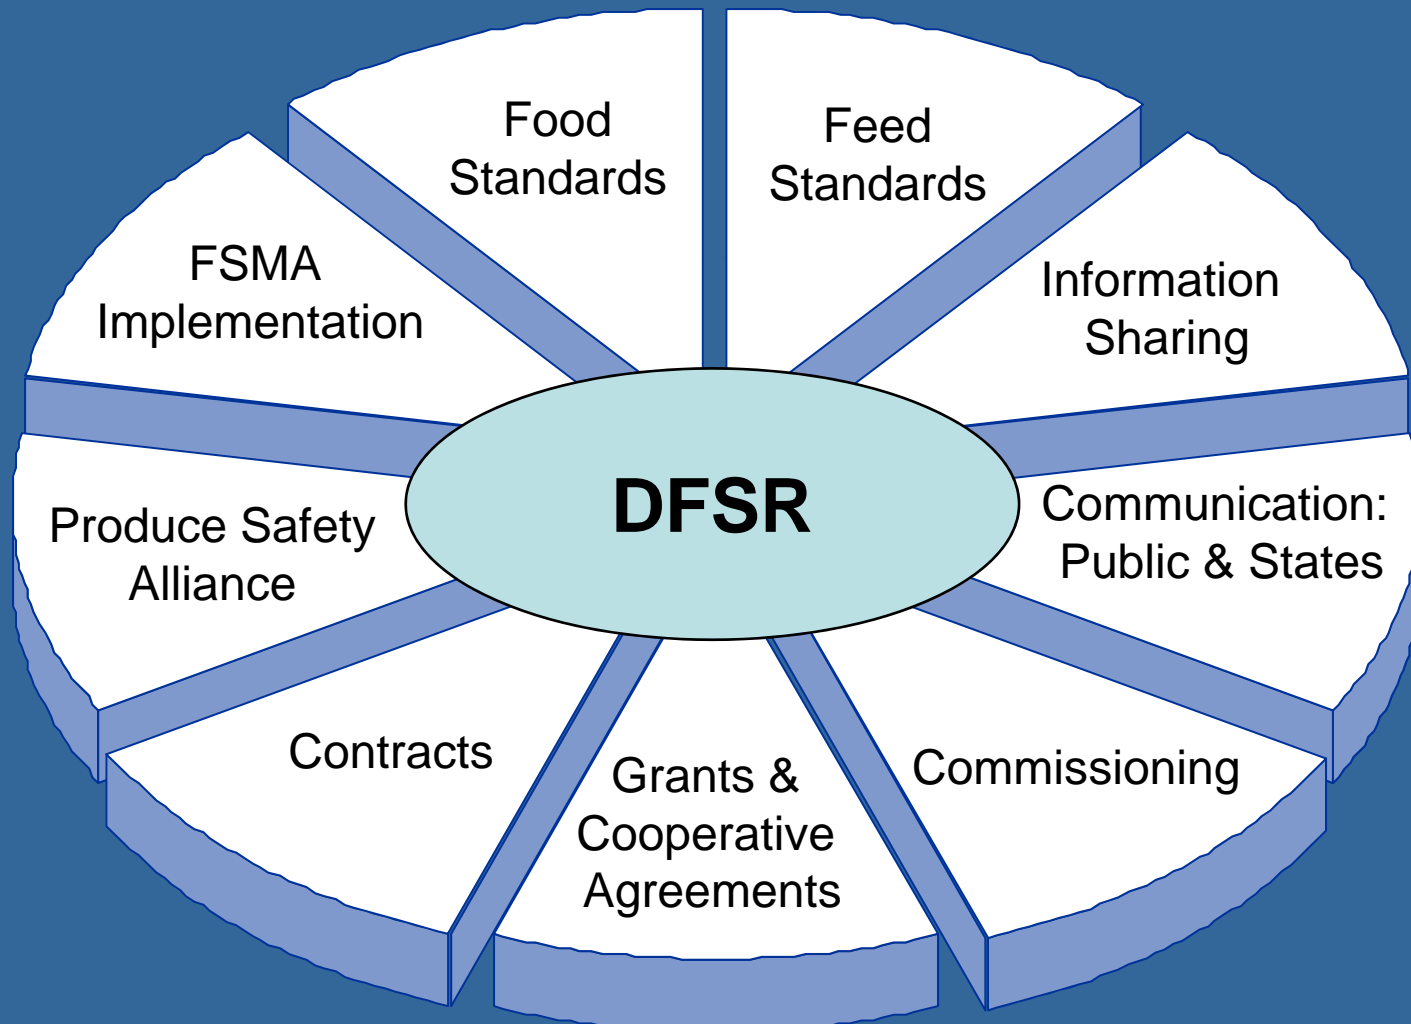 Food
Standards
Feed
Standards
Information
Sharing
Communication:
Public & States
Commissioning
Grants &
Cooperative
Agreements
Contracts
Produce Safety
Alliance
FSMA
Implementation
DFSR